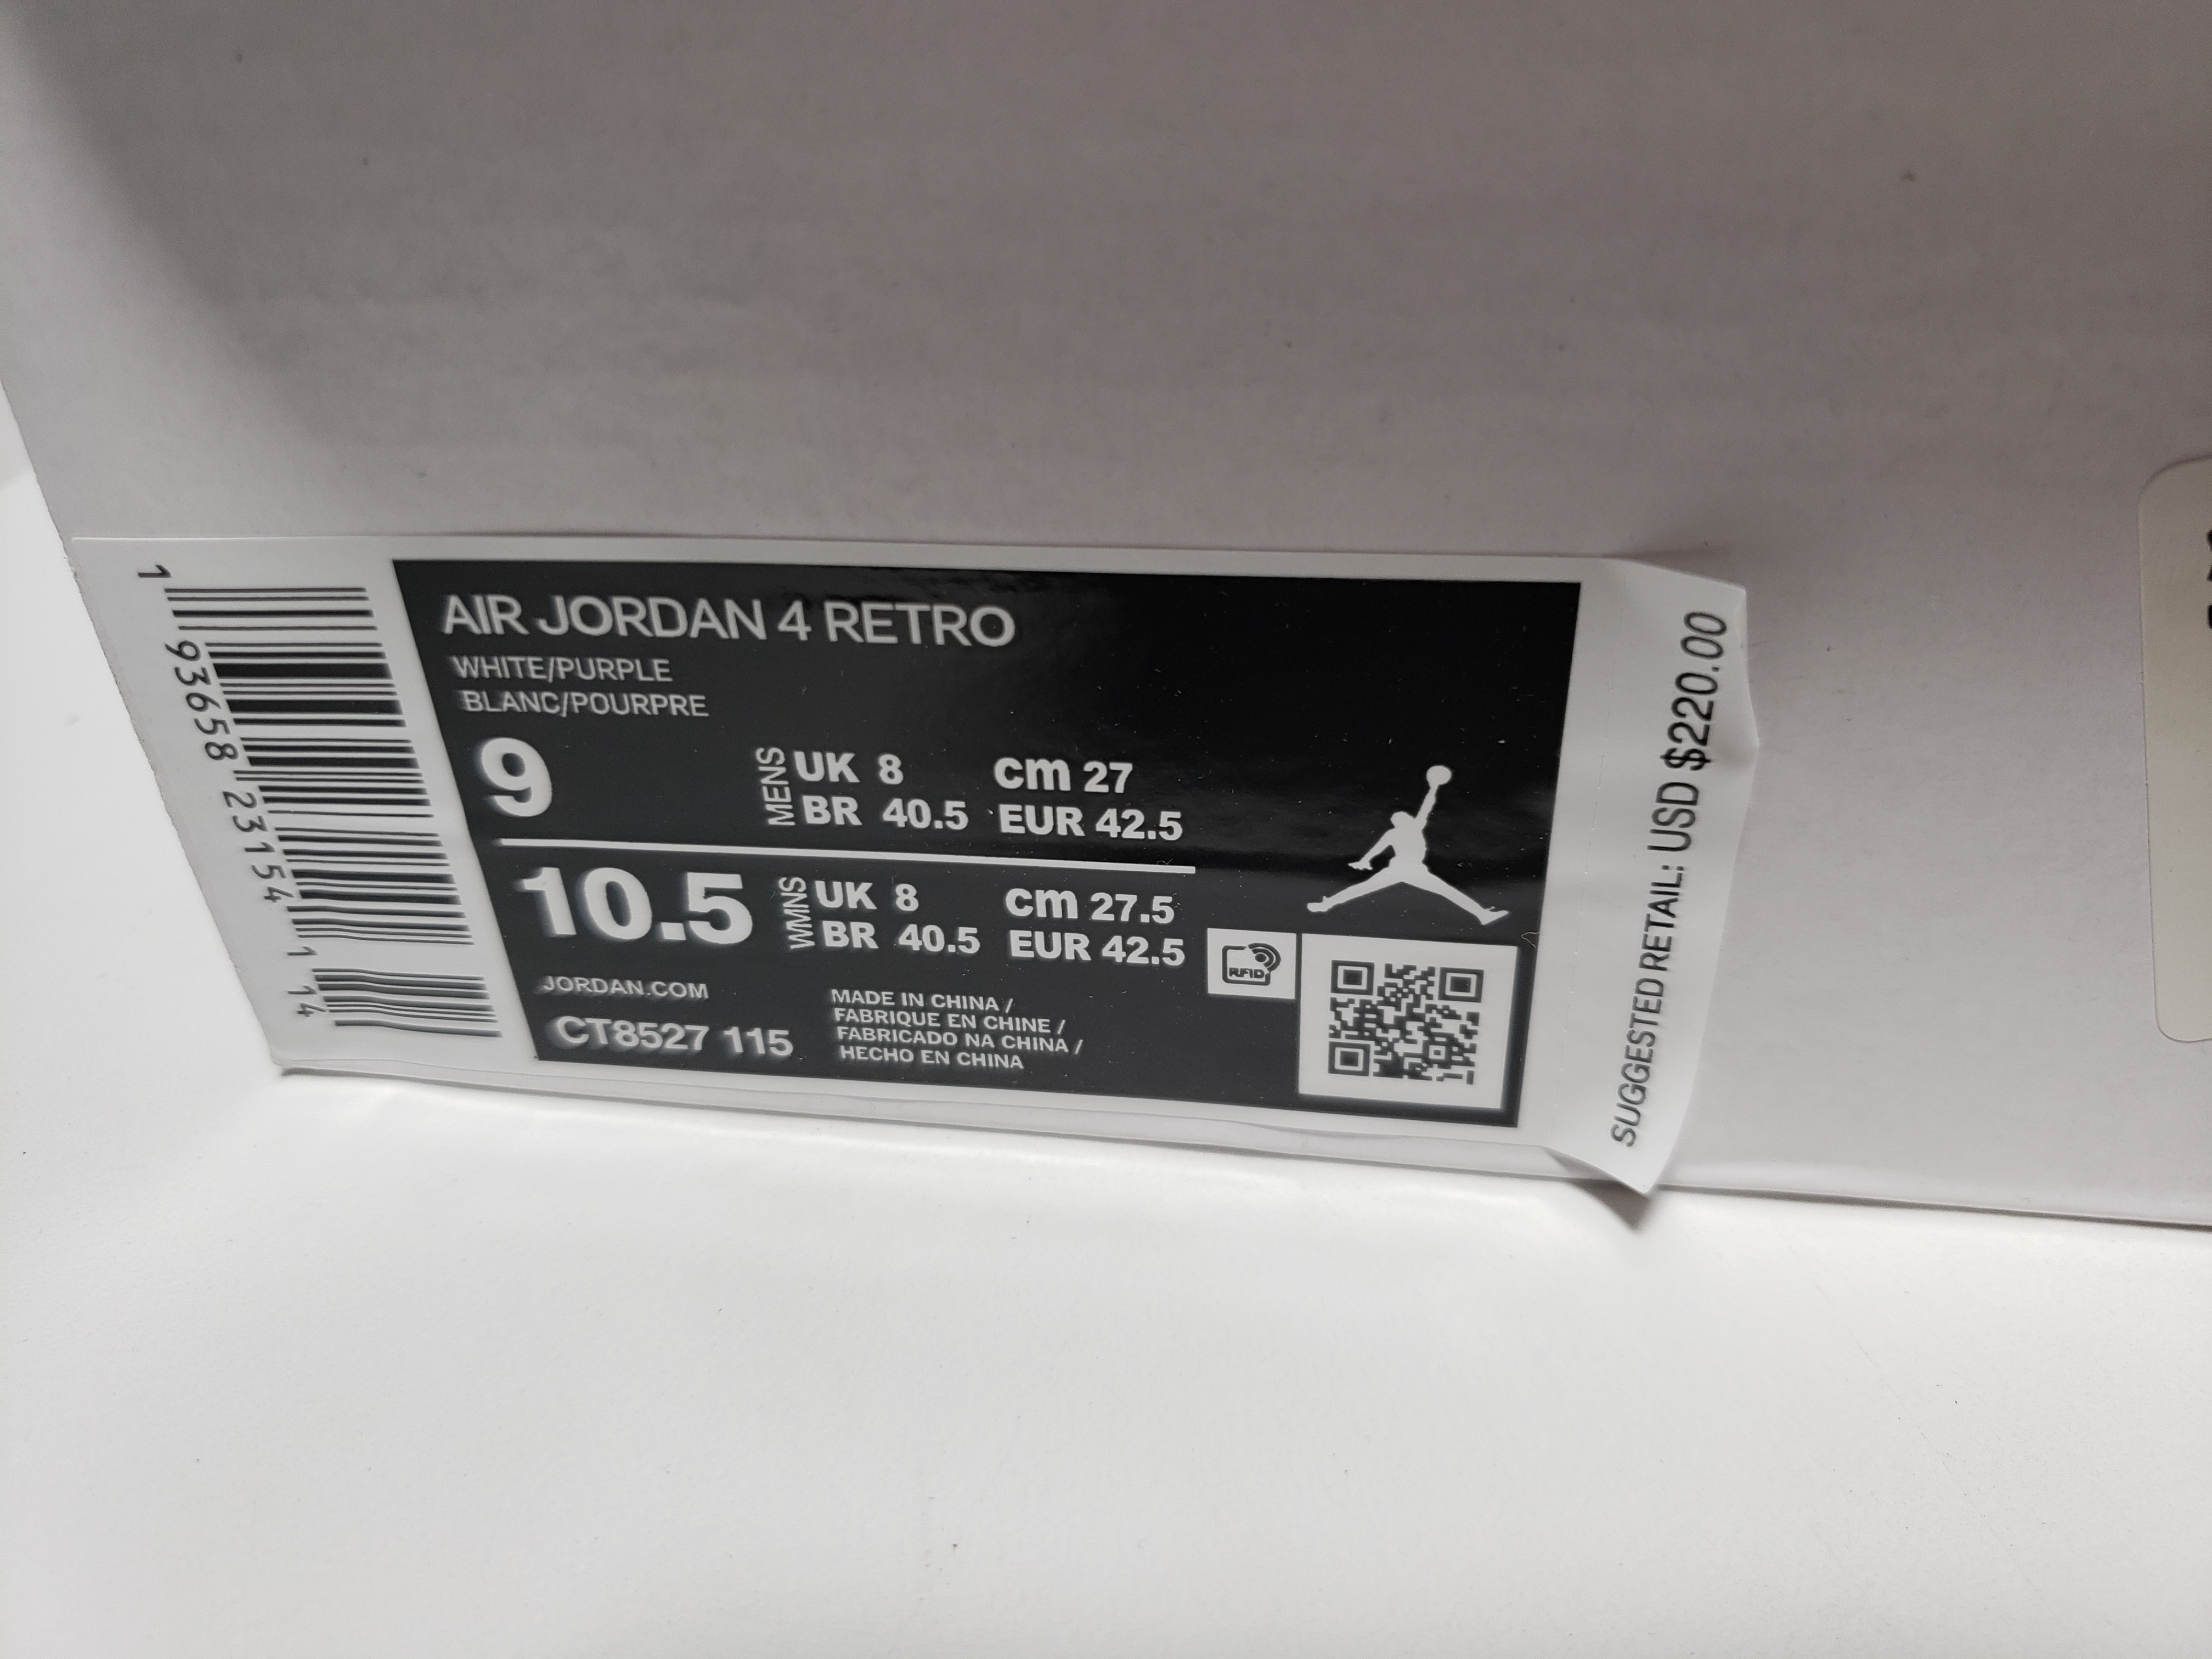 AIR JORDAN 4 RETRO
WHITE/PURPLE
BLANC/POURPRE
9
MENS
UK 8 cm 27
BR 40.5 EUR 42.5
10.5
WMNS
UK 8 cm 27.5
BR 40.5 EUR 42.5
JORDAN.COM
CT8527 115
MADE IN CHINA /
FABRIQUE EN CHINE /
FABRICADO NA CHINA /
HECHO EN CHINA
RFID
SUGGESTED RETAIL: USD $220.00
1 93658 23154 1 14